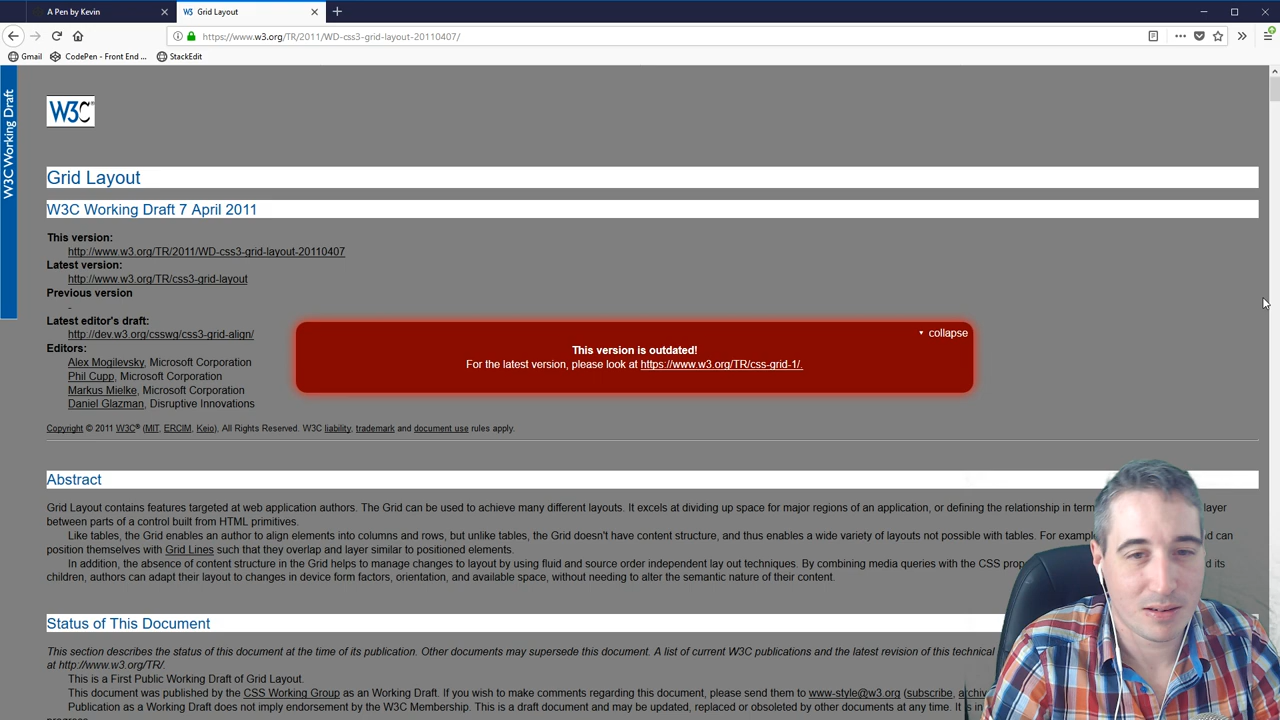 A Pen by Kevin
W3C Grid Layout
https://www.w3.org/TR/2011/WD-css3-grid-layout-20110407/
Gmail CodePen - Front End ... StackEdit
W3C Working Draft
W3C®
Grid Layout
W3C Working Draft 7 April 2011
This version:
http://www.w3.org/TR/2011/WD-css3-grid-layout-20110407
Latest version:
http://www.w3.org/TR/css3-grid-layout
Previous version
-
Latest editor's draft:
http://dev.w3.org/csswg/css3-grid-align/
Editors:
Alex Mogilevsky, Microsoft Corporation
Phil Cupp, Microsoft Corporation
Markus Mielke, Microsoft Corporation
Daniel Glazman, Disruptive Innovations
collapse
This version is outdated!
For the latest version, please look at https://www.w3.org/TR/css-grid-1/.
Copyright © 2011 W3C® (MIT, ERCIM, Keio), All Rights Reserved. W3C liability, trademark and document use rules apply.
Abstract
Grid Layout contains features targeted at web application authors. The Grid can be used to achieve many different layouts. It excels at dividing up space for major regions of an application, or defining the relationship in layer
between parts of a control built from HTML primitives.
Like tables, the Grid enables an author to align elements into columns and rows, but unlike tables, the Grid doesn't have content structure, and thus enables a wide variety of layouts not possible with tables. For can
position themselves with Grid Lines such that they overlap and layer similar to positioned elements.
In addition, the absence of content structure in the Grid helps to manage changes to layout by using fluid and source order independent lay out techniques. By combining media queries with the CSS its
children, authors can adapt their layout to changes in device form factors, orientation, and available space, without needing to alter the semantic nature of their content.
Status of This Document
This section describes the status of this document at the time of its publication. Other documents may supersede this document. A list of current W3C publications and the latest revision of this technical
at http://www.w3.org/TR/.
This is a First Public Working Draft of Grid Layout.
This document was published by the CSS Working Group as an Working Draft. If you wish to make comments regarding this document, please send them to www-style@w3.org (subscribe,
Publication as a Working Draft does not imply endorsement by the W3C Membership. This is a draft document and may be updated, replaced or obsoleted by other documents at any time. It is in
progress.